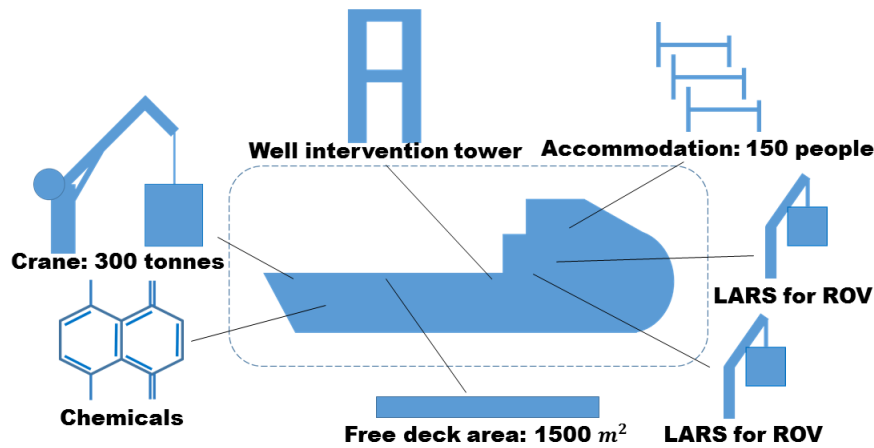 Well intervention tower
Accommodation: 150 people
Crane: 300 tonnes
LARS for ROV
Chemicals
Free deck area: 1500 m²
LARS for ROV